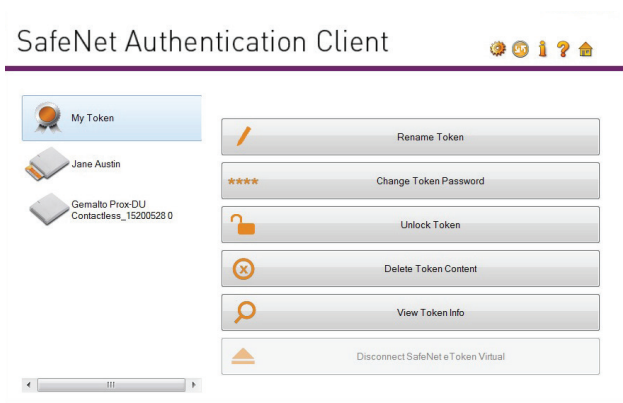 SafeNet Authentication Client
My Token
Jane Austin
Gemalto Prox-DU
Contactless_15200528 0
Rename Token
**** Change Token Password
Unlock Token
Delete Token Content
View Token Info
Disconnect SafeNet eToken Virtual